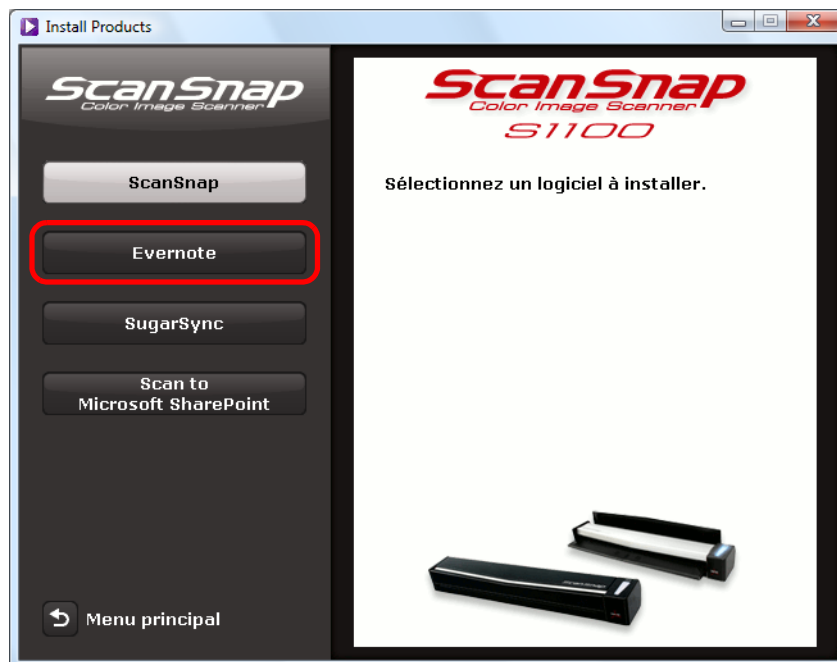 Install Products
ScanSnap
Color Image Scanner
ScanSnap
Evernote
SugarSync
Scan to
Microsoft SharePoint
Menu principal
ScanSnap
Color Image Scanner
S1100
Sélectionnez un logiciel à installer.
ScanSnap